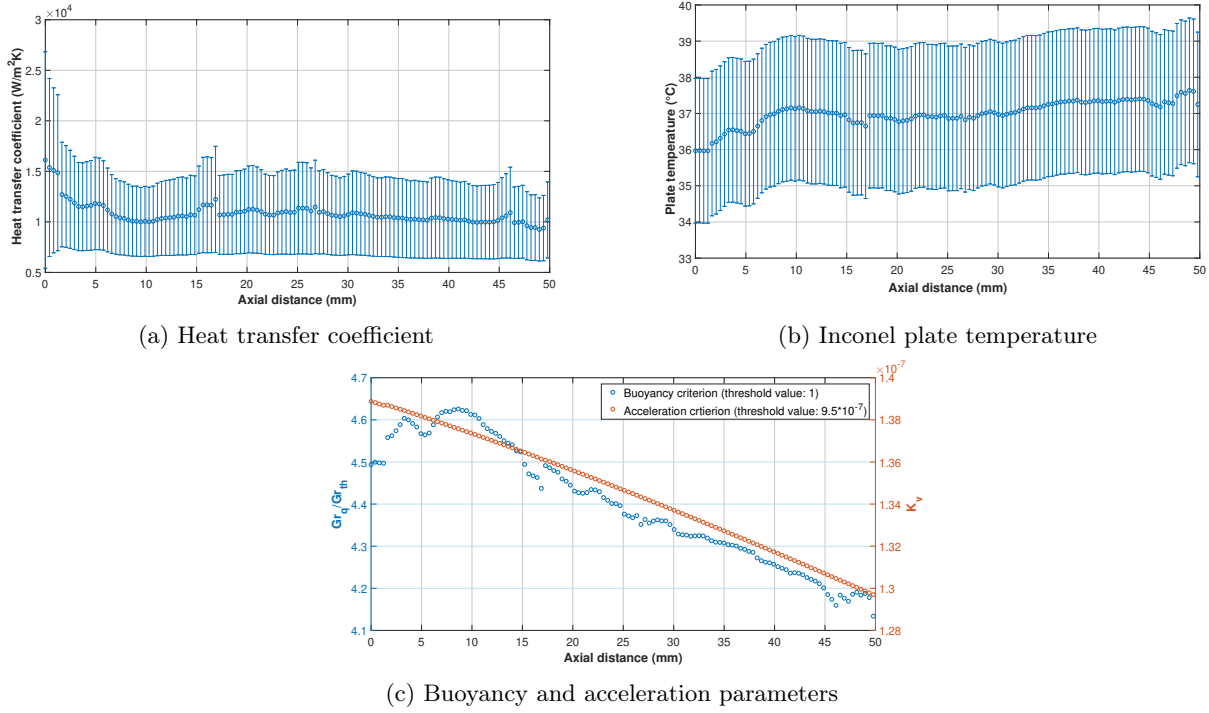 ×10⁴
3
2.5
2
1.5
1
0.5
Heat transfer coefficient (W/m²K)
0 5 10 15 20 25 30 35 40 45 50
Axial distance (mm)
(a) Heat transfer coefficient
40
39
38
37
36
35
34
33
Plate temperature (°C)
0 5 10 15 20 25 30 35 40 45 50
Axial distance (mm)
(b) Inconel plate temperature
×10⁻⁷
4.7
4.6
4.5
4.4
4.3
4.2
4.1
Gr_q/Gr_th
Buoyancy criterion (threshold value: 1)
Acceleration crtierion (threshold value: 9.5*10⁻⁷)
1.4
1.38
1.36
1.34
1.32
1.3
1.28
K_v
0 5 10 15 20 25 30 35 40 45 50
Axial distance (mm)
(c) Buoyancy and acceleration parameters